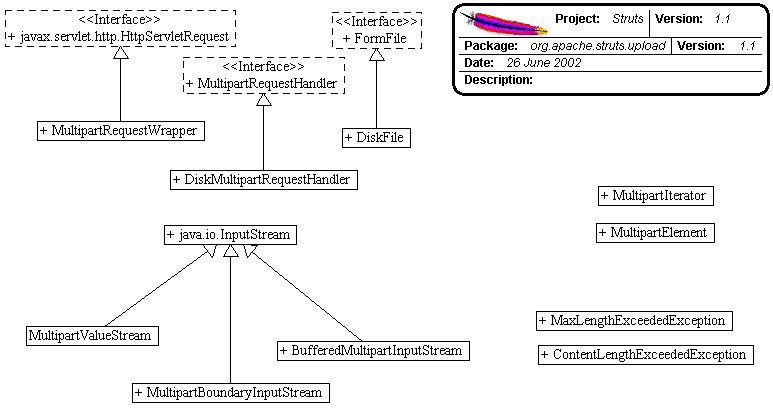 <<Interface>>
+ javax.servlet.http.HttpServletRequest
<<Interface>>
+ FormFile
<<Interface>>
+ MultipartRequestHandler
+ MultipartRequestWrapper
+ DiskFile
+ DiskMultipartRequestHandler
Project: Struts Version: 1.1
Package: org.apache.struts.upload Version: 1.1
Date: 26 June 2002
Description:
+ MultipartIterator
+ java.io.InputStream
+ MultipartElement
MultipartValueStream
+ BufferedMultipartInputStream
+ MultipartBoundaryInputStream
+ MaxLengthExceededException
+ ContentLengthExceededException